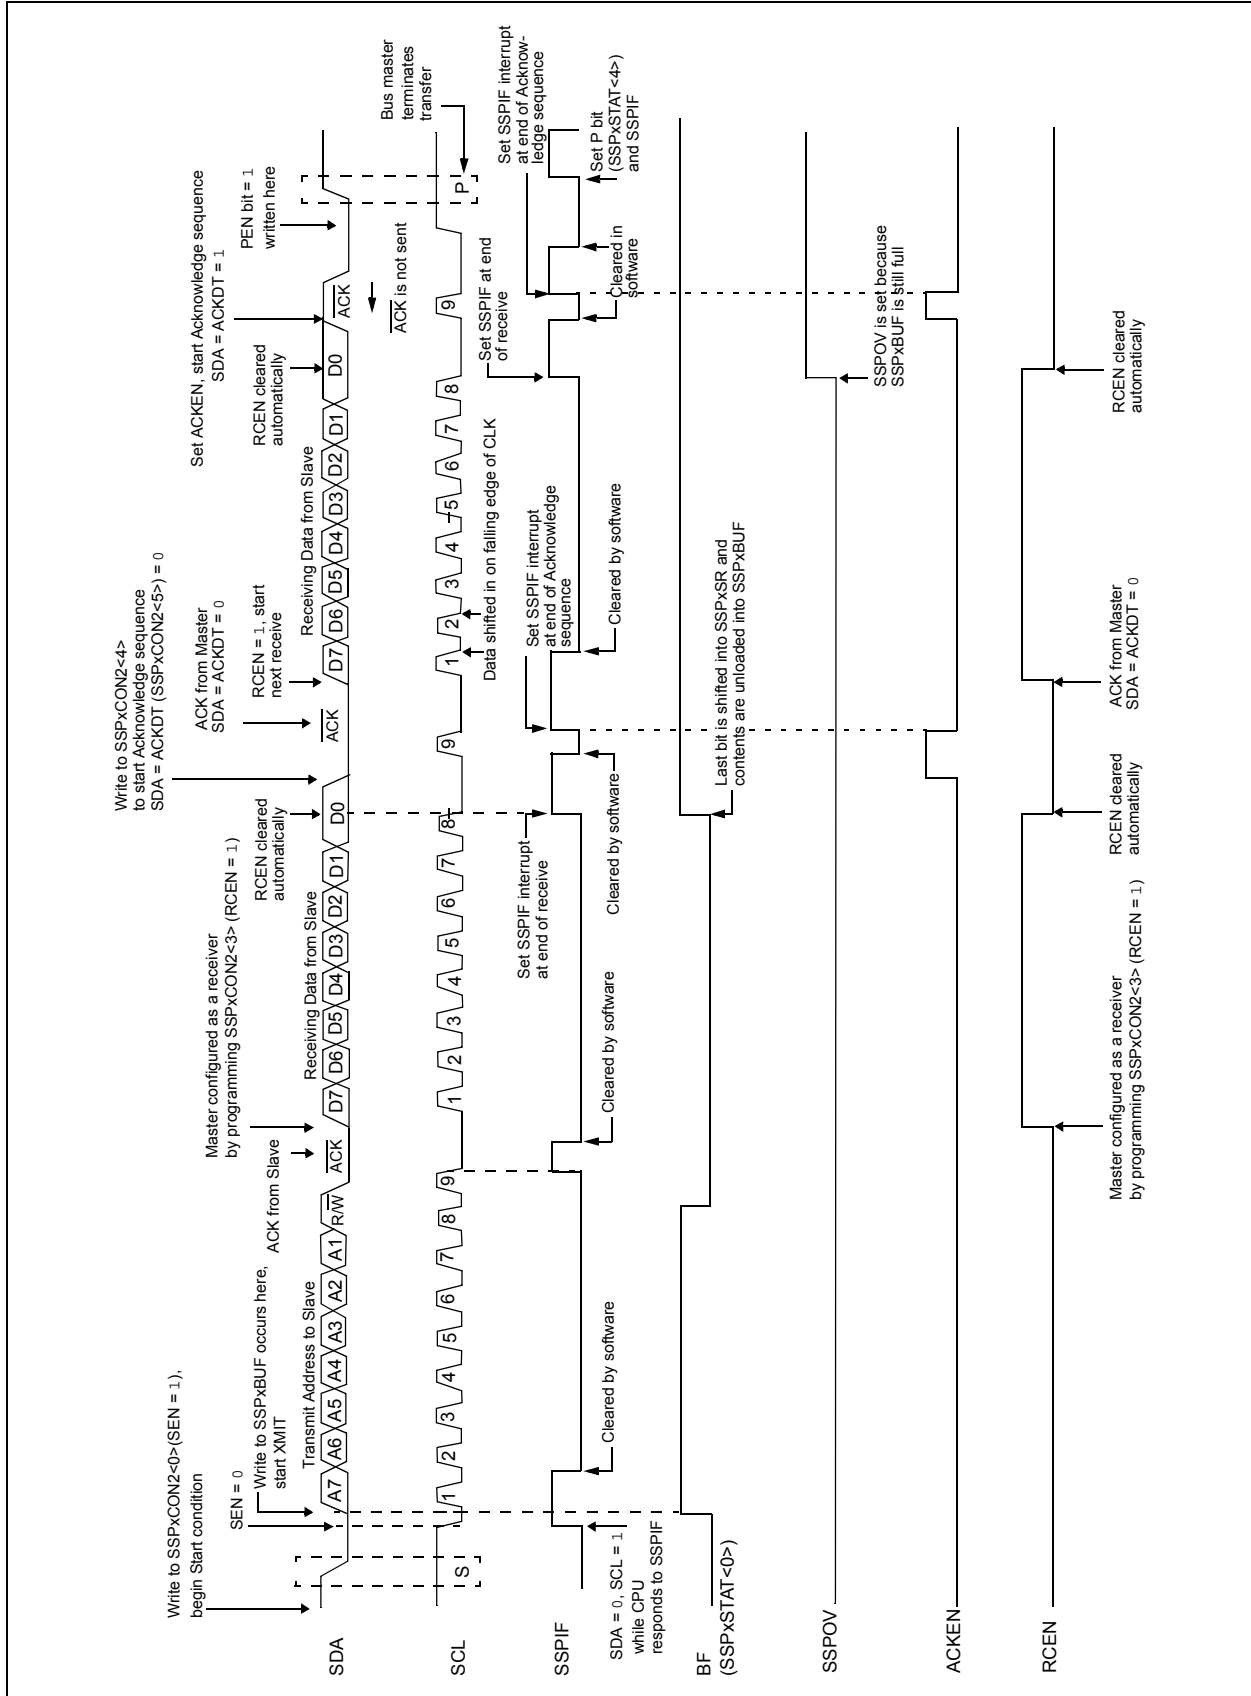 Write to SSPxCON2<0>(SEN = 1),
begin Start condition
SEN = 0
Write to SSPxBUF occurs here,
start XMIT
ACK from Slave
Master configured as a receiver
by programming SSPxCON2<3> (RCEN = 1)
RCEN cleared
automatically
Write to SSPxCON2<4>
to start Acknowledge sequence
SDA = ACKDT (SSPxCON2<5>) = 0
ACK from Master
SDA = ACKDT = 0
RCEN = 1, start
next receive
RCEN cleared
automatically
Set ACKEN, start Acknowledge sequence
SDA = ACKDT = 1
PEN bit = 1
written here
Transmit Address to Slave
Receiving Data from Slave
Receiving Data from Slave
SDA
A7 A6 A5 A4 A3 A2 A1 R/W ACK D7 D6 D5 D4 D3 D2 D1 D0 ACK D7 D6 D5 D4 D3 D2 D1 D0 ACK
ACK is not sent
Bus master
terminates
transfer
SCL
S 1 2 3 4 5 6 7 8 9 1 2 3 4 5 6 7 8 9 1 2 3 4 5 6 7 8 9 P
Data shifted in on falling edge of CLK
Set SSPIF interrupt
at end of receive
Set SSPIF interrupt
at end of Acknowledge
sequence
Set SSPIF at end
of receive
Set SSPIF interrupt
at end of Acknow-
ledge sequence
SSPIF
SDA = 0, SCL = 1
while CPU
responds to SSPIF
Cleared by software
Cleared by software
Cleared by software
Cleared by software
Cleared in
software
Set P bit
(SSPxSTAT<4>)
and SSPIF
BF
(SSPxSTAT<0>)
Last bit is shifted into SSPxSR and
contents are unloaded into SSPxBUF
SSPOV
SSPOV is set because
SSPxBUF is still full
ACKEN
RCEN
Master configured as a receiver
by programming SSPxCON2<3> (RCEN = 1)
RCEN cleared
automatically
ACK from Master
SDA = ACKDT = 0
RCEN cleared
automatically